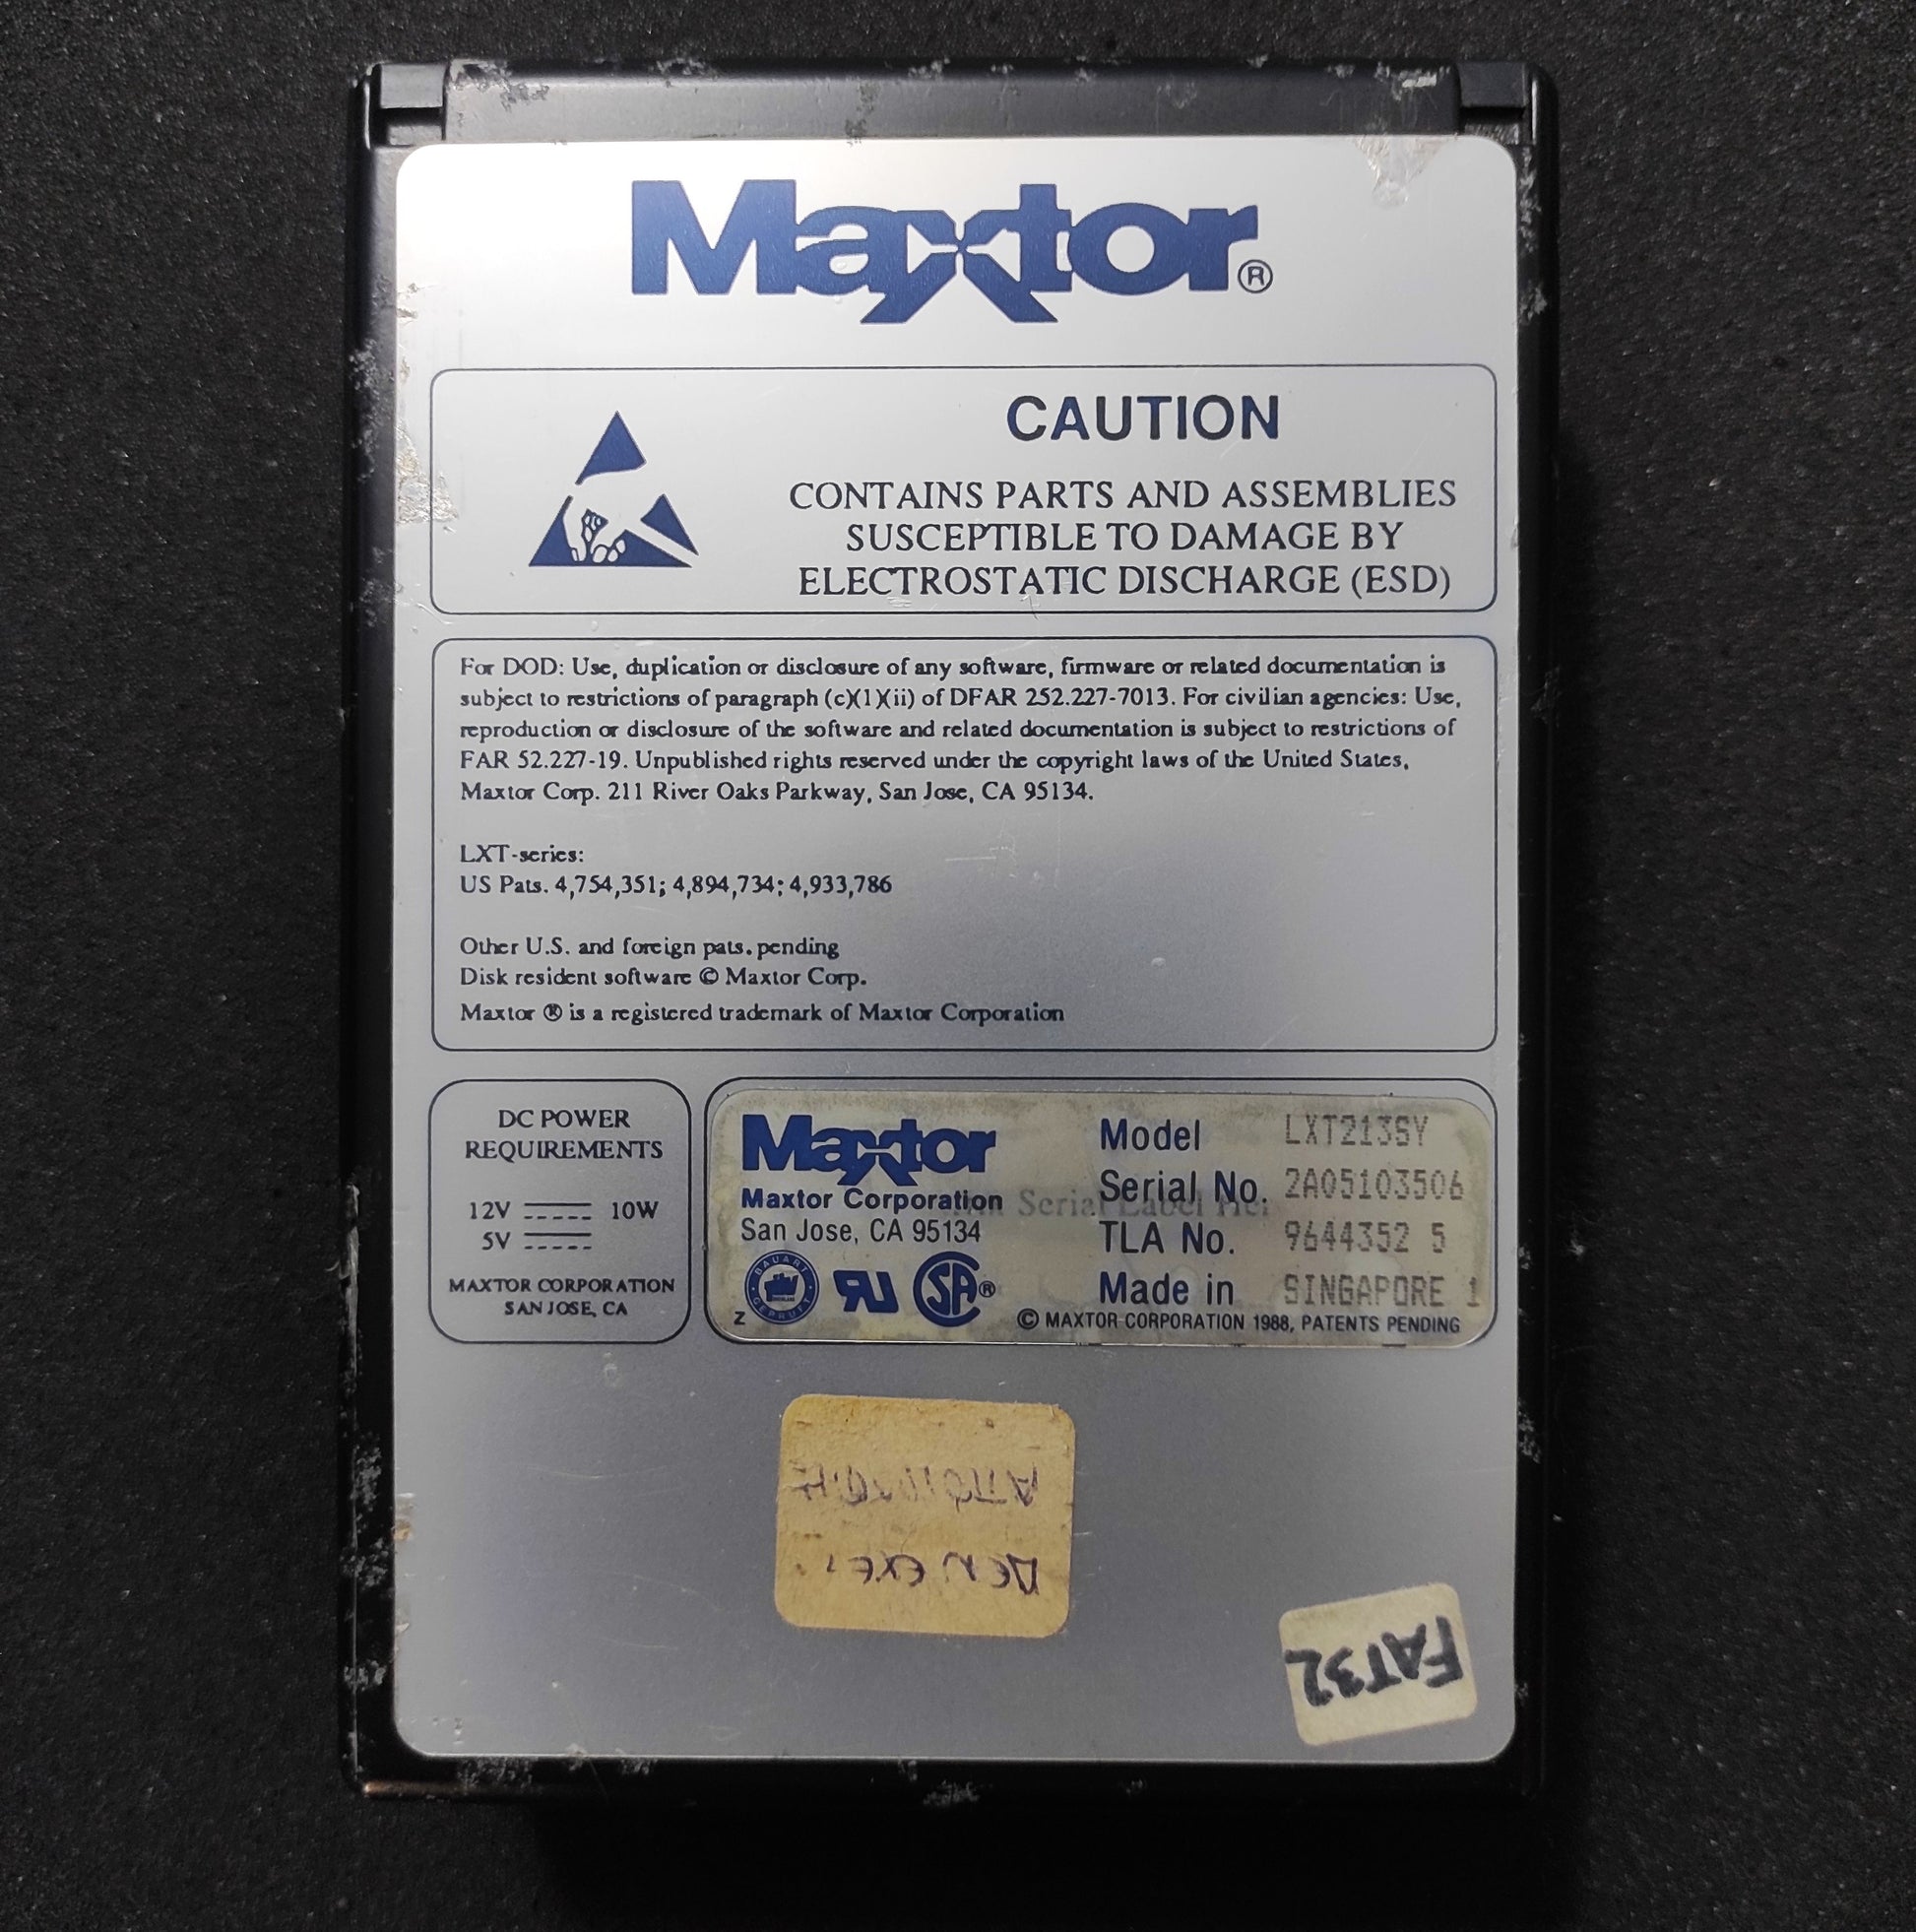 Maxtor®
CAUTION
CONTAINS PARTS AND ASSEMBLIES
SUSCEPTIBLE TO DAMAGE BY
ELECTROSTATIC DISCHARGE (ESD)
For DOD: Use, duplication or disclosure of any software, firmware or related documentation is
subject to restrictions of paragraph (c)(1)(ii) of DFAR 252.227-7013. For civilian agencies: Use,
reproduction or disclosure of the software and related documentation is subject to restrictions of
FAR 52.227-19. Unpublished rights reserved under the copyright laws of the United States,
Maxtor Corp. 211 River Oaks Parkway, San Jose, CA 95134.
LXT-series:
US Pats. 4,754,351; 4,894,734; 4,933,786
Other U.S. and foreign pats. pending
Disk resident software © Maxtor Corp.
Maxtor ® is a registered trademark of Maxtor Corporation
DC POWER
REQUIREMENTS
12V 10W
5V
MAXTOR CORPORATION
SAN JOSE, CA
Maxtor
Maxtor Corporation
San Jose, CA 95134
BAUART
GEPRÜFT
Z
Model LXT213SY
Serial No. 2A05103506
TLA No. 9644352 5
Made in SINGAPORE 1
© MAXTOR CORPORATION 1988, PATENTS PENDING
Serial Label
FAT32